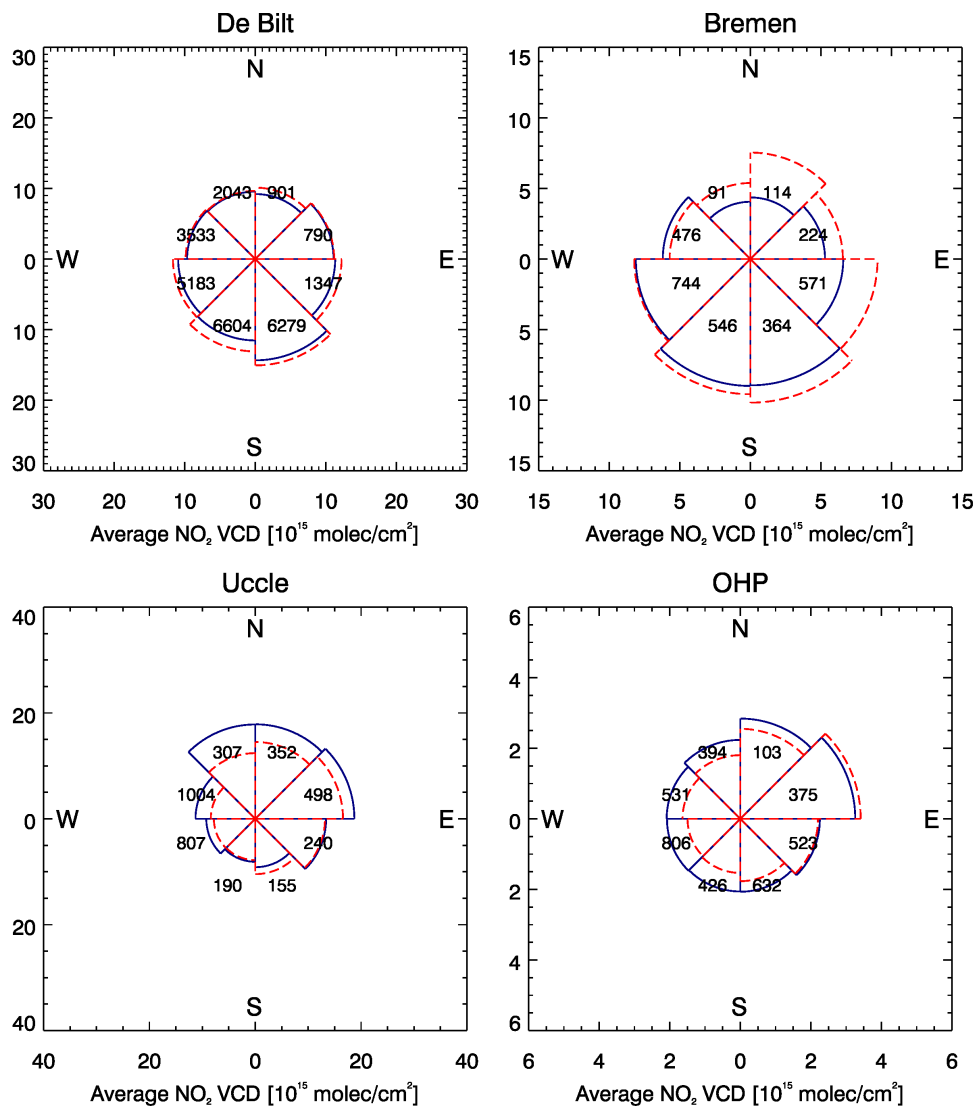 De Bilt
30
N
20
10
2043 901
3533 790
W 0 E
5183 1347
10
6604 6279
20
S
30
30 20 10 0 10 20 30
Average NO₂ VCD [10¹⁵ molec/cm²]
Bremen
15
N
10
5
91 114
476 224
W 0 E
744 571
546 364
5
10
S
15
15 10 5 0 5 10 15
Average NO₂ VCD [10¹⁵ molec/cm²]
Uccle
40
N
20
307 352
1004 498
W 0 E
807 240
190 155
20
S
40
40 20 0 20 40
Average NO₂ VCD [10¹⁵ molec/cm²]
OHP
6
N
4
2
394 103
531 375
W 0 E
806 523
2
426 632
4
S
6
6 4 2 0 2 4 6
Average NO₂ VCD [10¹⁵ molec/cm²]